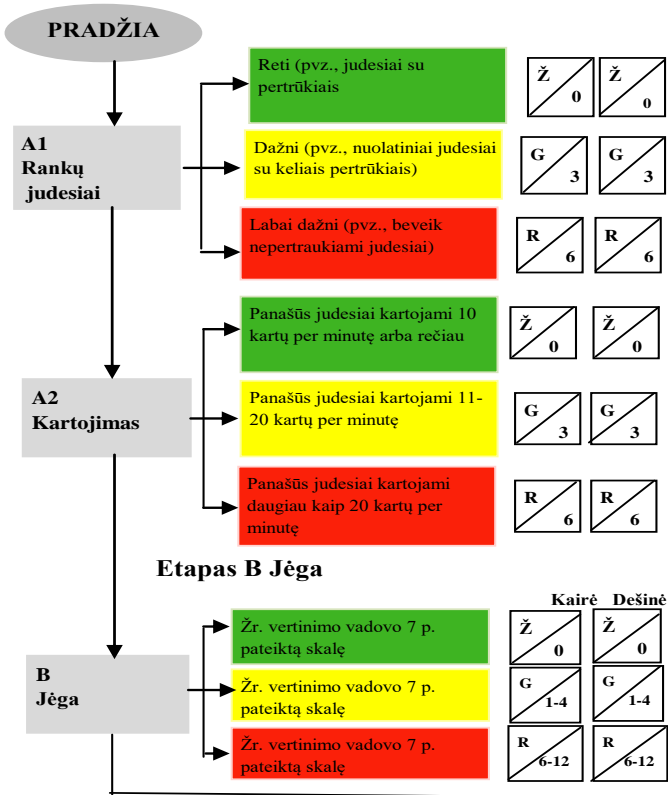 PRADŽIA
Reti (pvz., judesiai su
pertrūkiais
Ž Ž
0 0
A1
Rankų
judesiai
Dažni (pvz., nuolatiniai judesiai
su keliais pertrūkiais)
G G
3 3
Labai dažni (pvz., beveik
nepertraukiami judesiai)
R R
6 6
Panašūs judesiai kartojami 10
kartų per minutę arba rečiau
Ž Ž
0 0
A2
Kartojimas
Panašūs judesiai kartojami 11-
20 kartų per minutę
G G
3 3
Panašūs judesiai kartojami
daugiau kaip 20 kartų per
minutę
R R
6 6
Etapas B Jėga
Kairė Dešinė
Žr. vertinimo vadovo 7 p.
pateiktą skalę
Ž Ž
0 0
B
Jėga
Žr. vertinimo vadovo 7 p.
pateiktą skalę
G G
1-4 1-4
Žr. vertinimo vadovo 7 p.
pateiktą skalę
R R
6-12 6-12